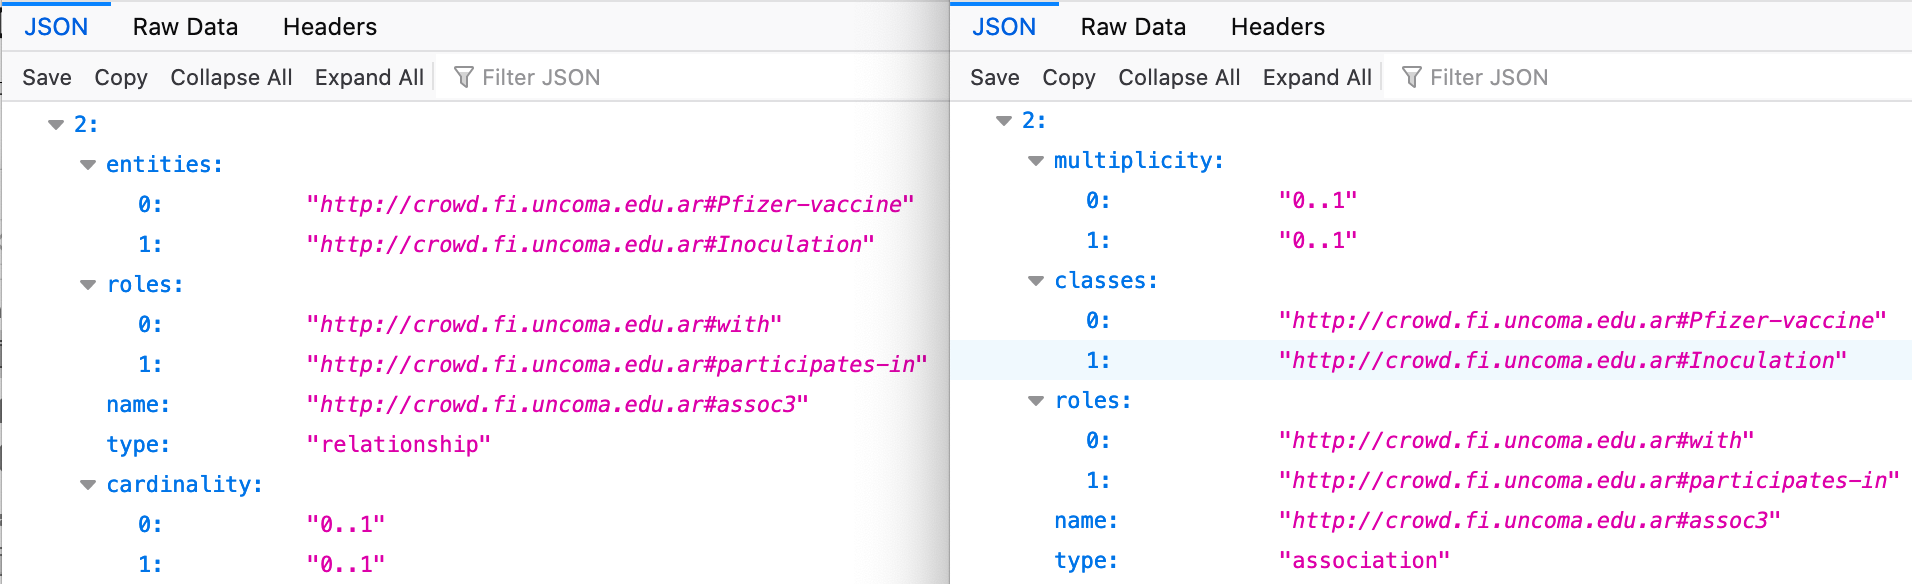 JSON Raw Data Headers
Save Copy Collapse All Expand All Filter JSON
2:
entities:
0: "http://crowd.fi.uncoma.edu.ar#Pfizer-vaccine"
1: "http://crowd.fi.uncoma.edu.ar#Inoculation"
roles:
0: "http://crowd.fi.uncoma.edu.ar#with"
1: "http://crowd.fi.uncoma.edu.ar#participates-in"
name: "http://crowd.fi.uncoma.edu.ar#assoc3"
type: "relationship"
cardinality:
0: "0..1"
1: "0..1"
JSON Raw Data Headers
Save Copy Collapse All Expand All Filter JSON
2:
multiplicity:
0: "0..1"
1: "0..1"
classes:
0: "http://crowd.fi.uncoma.edu.ar#Pfizer-vaccine"
1: "http://crowd.fi.uncoma.edu.ar#Inoculation"
roles:
0: "http://crowd.fi.uncoma.edu.ar#with"
1: "http://crowd.fi.uncoma.edu.ar#participates-in"
name: "http://crowd.fi.uncoma.edu.ar#assoc3"
type: "association"